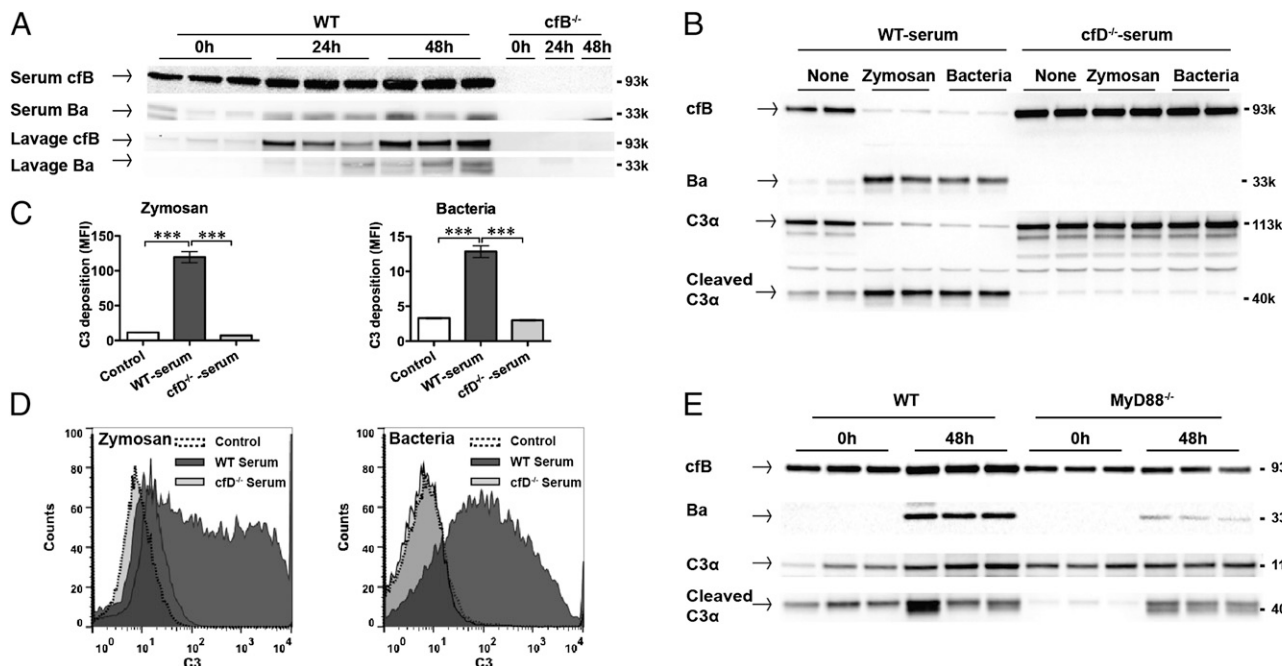 A
WT
cfB-/-
0h 24h 48h 0h 24h 48h
Serum cfB → - 93k
Serum Ba → - 33k
Lavage cfB → - 93k
Lavage Ba → - 33k
B
WT-serum
cfD-/--serum
None Zymosan Bacteria None Zymosan Bacteria
cfB → - 93k
Ba → - 33k
C3α → - 113k
Cleaved
C3α → - 40k
C
Zymosan
C3 deposition (MFI)
150
100
50
0
*** ***
Control
WT-serum
cfD-/- -serum
Bacteria
C3 deposition (MFI)
15
10
5
0
*** ***
Control
WT-serum
cfD-/- -serum
D
Zymosan
Control
WT Serum
cfD-/- Serum
Counts
100
80
60
40
20
0
10^0 10^1 10^2 10^3 10^4
C3
Bacteria
Control
WT Serum
cfD-/- Serum
Counts
100
80
60
40
20
0
10^0 10^1 10^2 10^3 10^4
C3
E
WT
MyD88-/-
0h 48h 0h 48h
cfB → - 93
Ba → - 33
C3α → - 11
Cleaved
C3α → 40